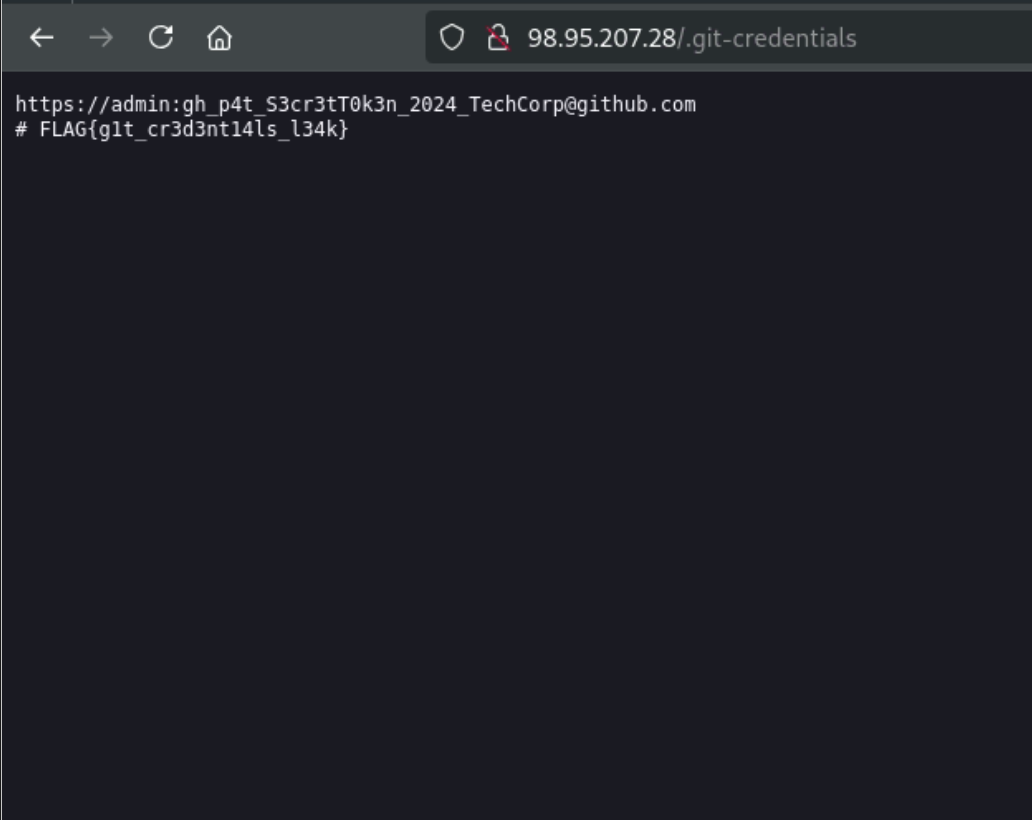 98.95.207.28/.git-credentials
https://admin:gh_p4t_S3cr3tT0k3n_2024_TechCorp@github.com
# FLAG{g1t_cr3d3nt14ls_l34k}